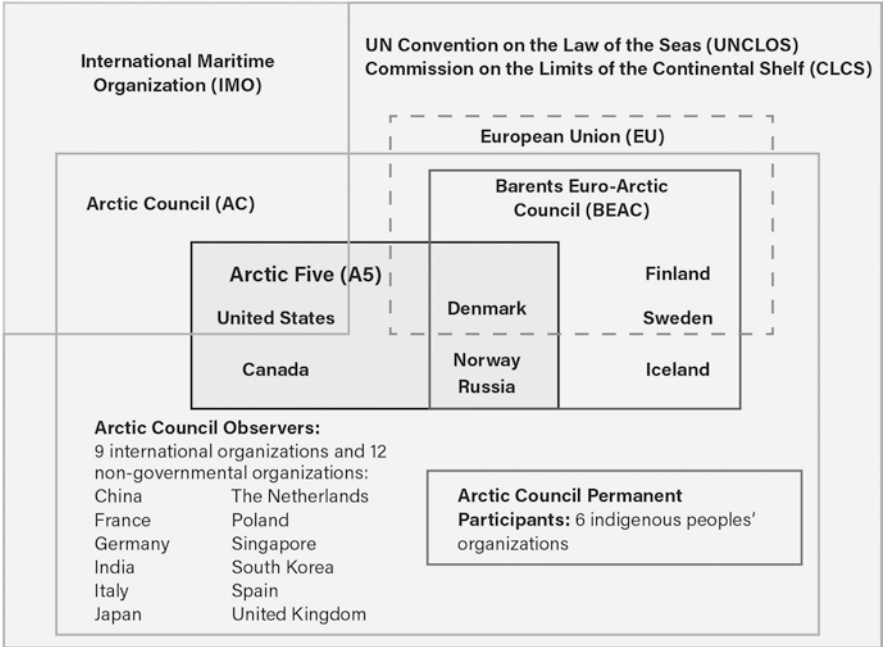 International Maritime
Organization (IMO)
UN Convention on the Law of the Seas (UNCLOS)
Commission on the Limits of the Continental Shelf (CLCS)
European Union (EU)
Arctic Council (AC)
Barents Euro-Arctic
Council (BEAC)
Arctic Five (A5)
United States
Canada
Denmark
Norway
Russia
Finland
Sweden
Iceland
Arctic Council Observers:
9 international organizations and 12
non-governmental organizations:
China
France
Germany
India
Italy
Japan
The Netherlands
Poland
Singapore
South Korea
Spain
United Kingdom
Arctic Council Permanent
Participants: 6 indigenous peoples’
organizations